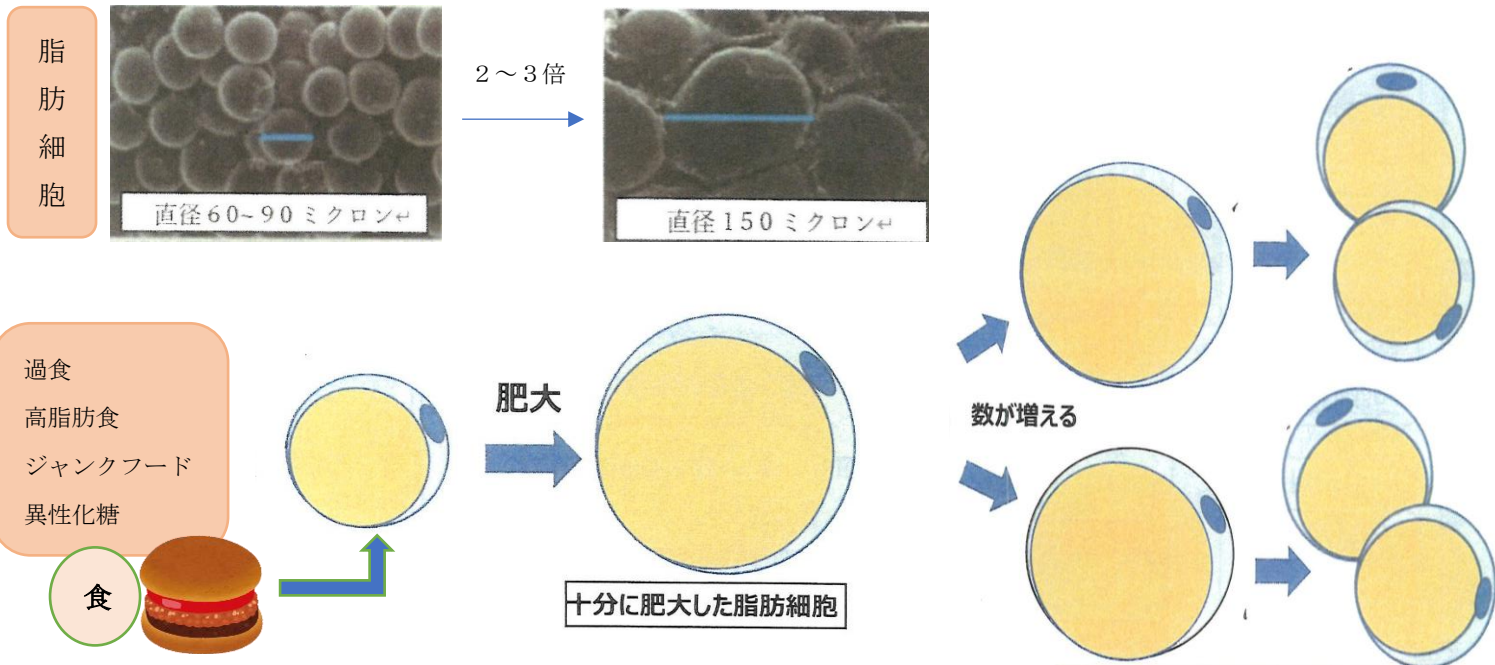 脂肪細胞
２～３倍
直径60~90ミクロン↵
直径150ミクロン↵
過食
高脂肪食
ジャンクフード
異性化糖
食
肥大
十分に肥大した脂肪細胞
数が増える